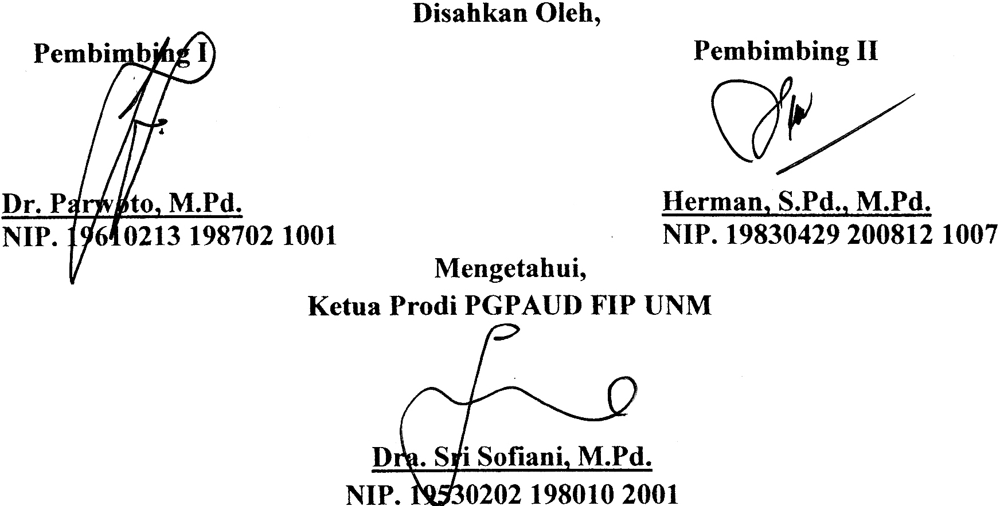 Disahkan Oleh,
Pembimbing I
Pembimbing II
Dr. Parwoto, M.Pd.
NIP. 19610213 198702 1001
Herman, S.Pd., M.Pd.
NIP. 19830429 200812 1007
Mengetahui,
Ketua Prodi PGPAUD FIP UNM
Dra. Sri Sofiani, M.Pd.
NIP. 19530202 198010 2001